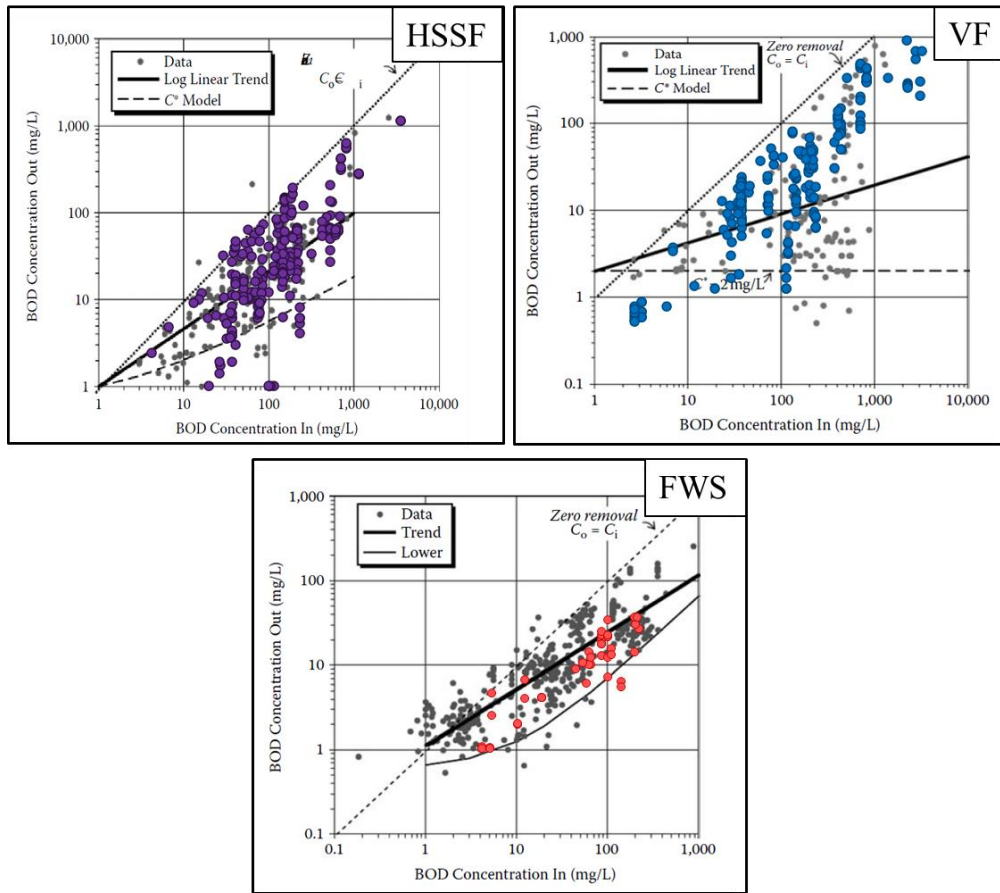 HSSF
10,000
1,000
100
10
1
Data
Log Linear Trend
C* Model
BOD Concentration Out (mg/L)
1
10
100
1,000
10,000
BOD Concentration In (mg/L)
VF
1,000
100
10
1
0.1
Data
Log Linear Trend
C* Model
Zero removal
Cₒ = Cᵢ
BOD Concentration Out (mg/L)
2 mg/L
1
10
100
1,000
10,000
BOD Concentration In (mg/L)
FWS
1,000
100
10
1
0.1
Data
Trend
Lower
Zero removal
Cₒ = Cᵢ
BOD Concentration Out (mg/L)
0.1
1
10
100
1,000
BOD Concentration In (mg/L)